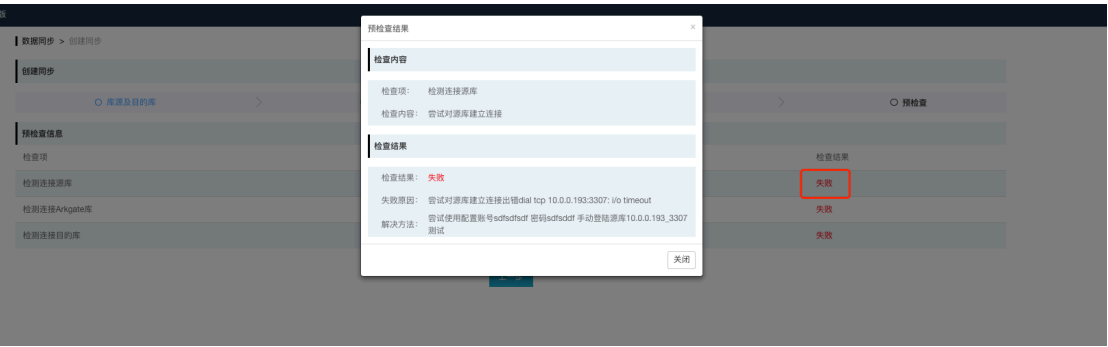 版
数据同步 > 创建同步
创建同步
库源及目的库
预检查
预检查信息
检查项
检查结果
检测连接源库
失败
检测连接Arkgate库
失败
检测连接目的库
失败
预检查结果
×
检查内容
检查项： 检测连接源库
检查内容： 尝试对源库建立连接
检查结果
检查结果： 失败
失败原因： 尝试对源库建立连接出错dial tcp 10.0.0.193:3307: i/o timeout
解决方法： 尝试使用配置账号sdfsdfsdf 密码sdfsddf 手动登陆源库10.0.0.193_3307
测试
关闭